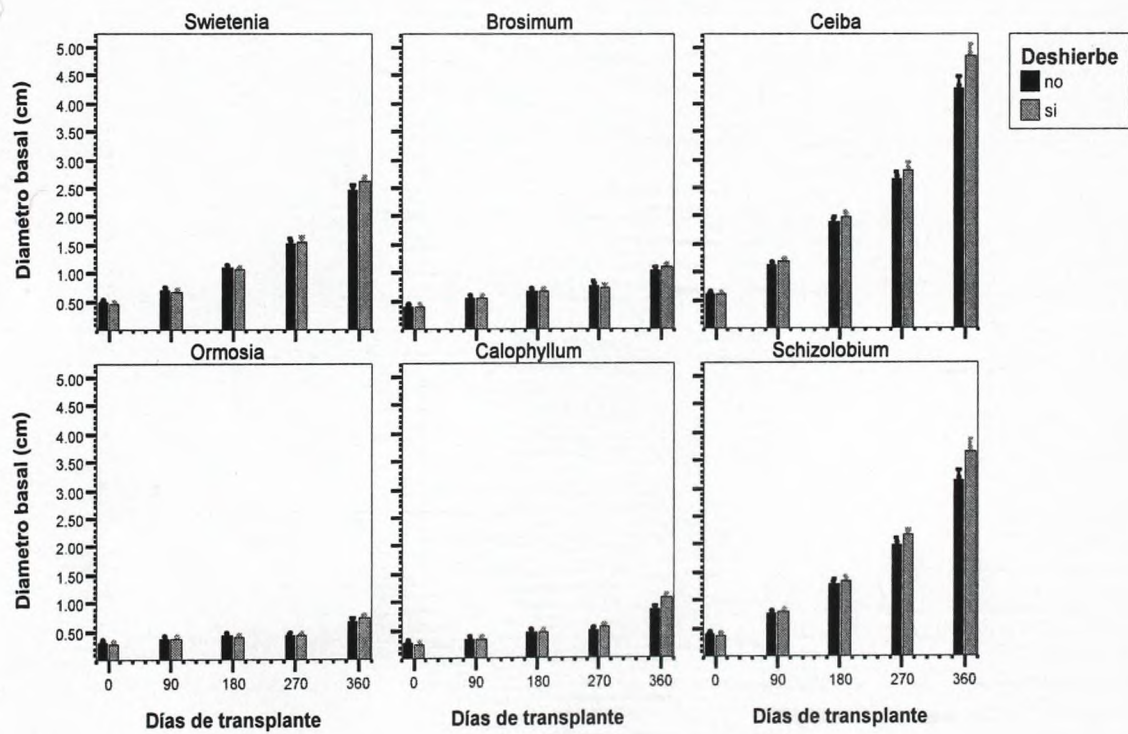 Swietenia
Brosimum
Ceiba
Deshierbe
no
si
Diametro basal (cm)
5.00
4.50
4.00
3.50
3.00
2.50
2.00
1.50
1.00
0.50
Ormosia
Calophyllum
Schizolobium
Diametro basal (cm)
5.00
4.50
4.00
3.50
3.00
2.50
2.00
1.50
1.00
0.50
0 90 180 270 360
0 90 180 270 360
0 90 180 270 360
Días de transplante
Días de transplante
Días de transplante